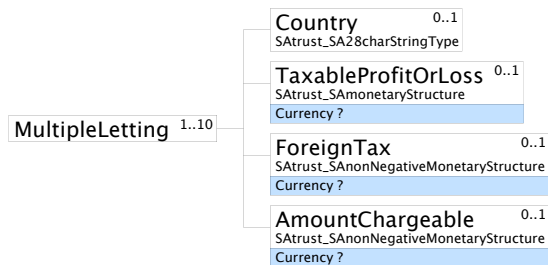 Country 0..1
SAtrust_SA28charStringType
TaxableProfitOrLoss 0..1
SAtrust_SAmonetaryStructure
Currency ?
MultipleLetting 1..10
ForeignTax 0..1
SAtrust_SAnonNegativeMonetaryStructure
Currency ?
AmountChargeable 0..1
SAtrust_SAnonNegativeMonetaryStructure
Currency ?